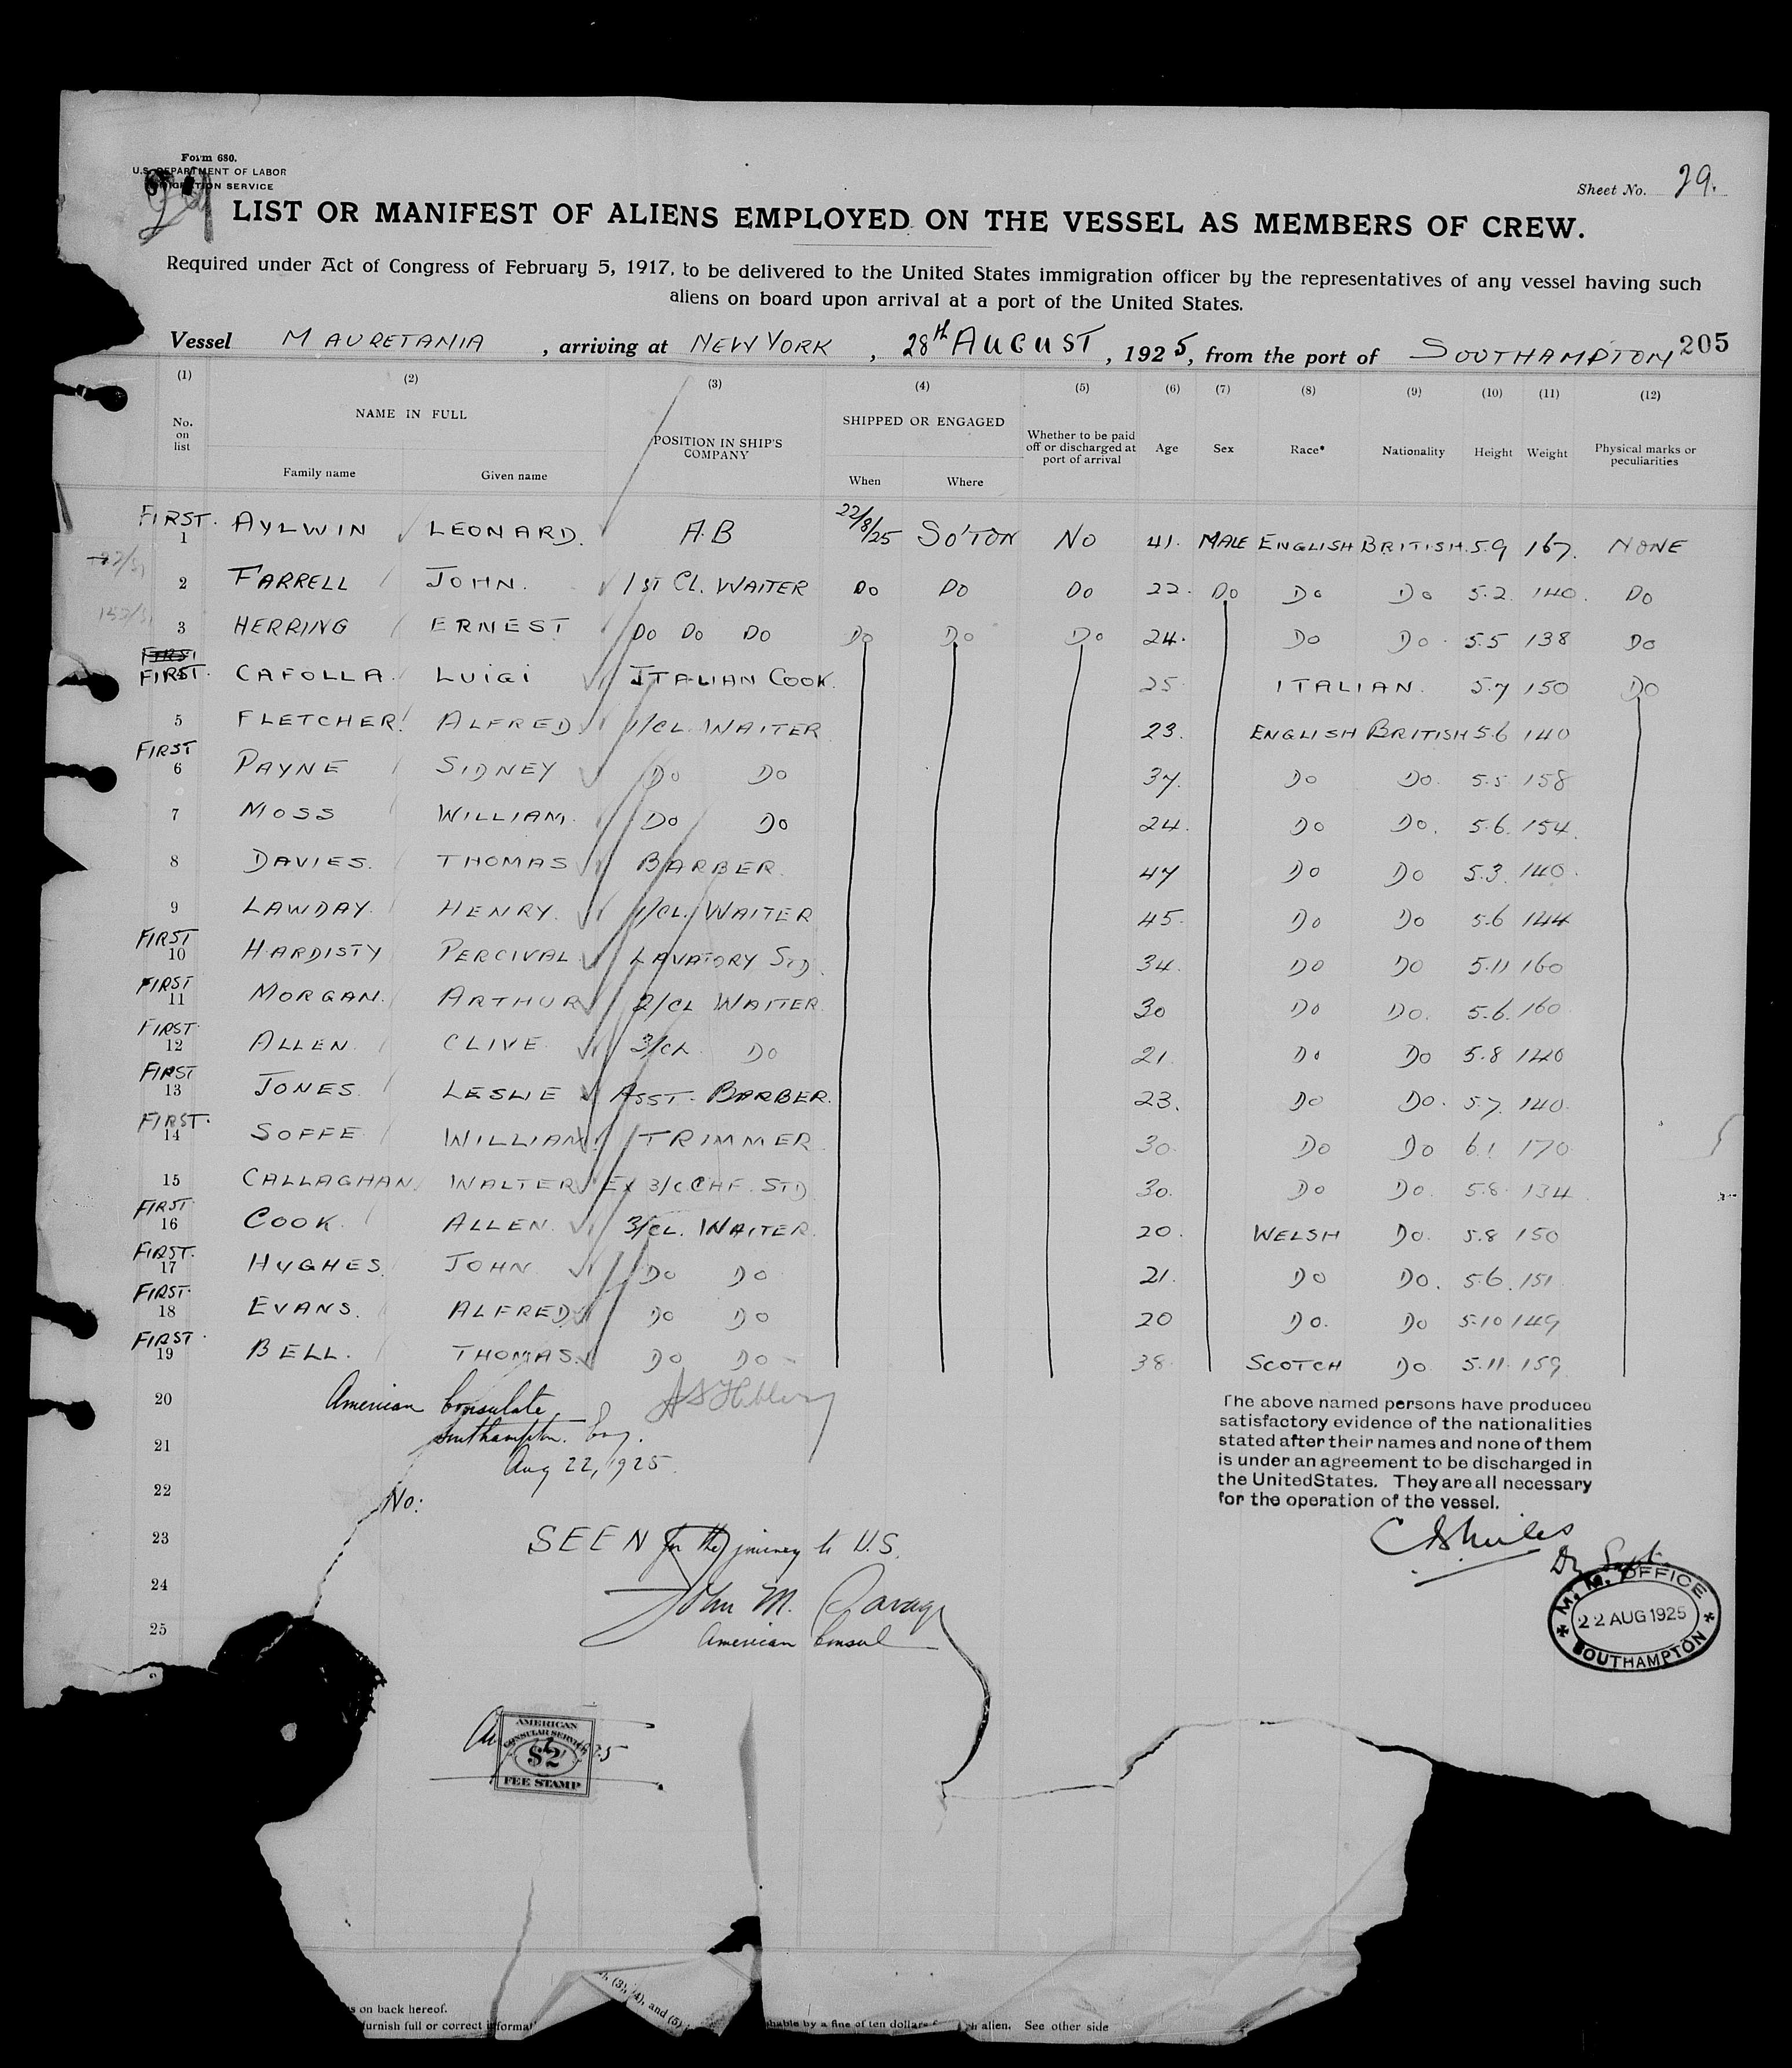 Form 680.
U.S. DEPARTMENT OF LABOR
IMMIGRATION SERVICE
Sheet No. 29.
LIST OR MANIFEST OF ALIENS EMPLOYED ON THE VESSEL AS MEMBERS OF CREW.
Required under Act of Congress of February 5, 1917, to be delivered to the United States immigration officer by the representatives of any vessel having such
aliens on board upon arrival at a port of the United States.
Vessel MAURETANIA, arriving at NEW YORK, 28th AUGUST, 1925, from the port of SOUTHAMPTON 205
(1) (2) (3) (4) (5) (6) (7) (8) (9) (10) (11) (12)
No. on list NAME IN FULL POSITION IN SHIP'S COMPANY SHIPPED OR ENGAGED Whether to be paid off or discharged at port of arrival Age Sex Race* Nationality Height Weight Physical marks or peculiarities
Family name Given name When Where
FIRST. 1 AYLWIN LEONARD. A.B 22/8/25 SO'TON NO 41. MALE ENGLISH BRITISH. 5.9 167. NONE
2 FARRELL JOHN. 1ST CL. WAITER DO DO DO 22. DO DO DO 5.2. 140. DO
3 HERRING ERNEST DO DO DO DO DO DO 24. DO DO. 5.5 138 DO
FIRST
FIRST. 4 CAFOLLA. LUIGI ITALIAN COOK. 25. ITALIAN. 5.7 150 DO
5 FLETCHER. ALFRED 1/CL. WAITER 23. ENGLISH BRITISH 5.6 140
FIRST 6 PAYNE SIDNEY DO DO 37. DO DO. 5.5 158
7 MOSS WILLIAM. DO DO 24. DO DO. 5.6. 154.
8 DAVIES. THOMAS BARBER. 47 DO DO 5.3. 140.
9 LAWDAY. HENRY. 1/CL. WAITER 45. DO DO 5.6 144
FIRST 10 HARDISTY PERCIVAL. LAVATORY STD. 34. DO DO 5.11 160
FIRST 11 MORGAN. ARTHUR 2/CL WAITER 30 DO DO. 5.6. 160
FIRST. 12 ALLEN. CLIVE 3/CL. DO 21. DO DO 5.8 140
FIRST 13 JONES LESLIE ASST. BARBER. 23. DO DO. 5.7. 140.
FIRST. 14 SOFFE WILLIAM. TRIMMER 30. DO DO 6.1 170
15 CALLAGHAN WALTER EX 3/C CHF. STD 30. DO DO. 5.8. 134.
FIRST 16 COOK. ALLEN. 3/CL. WAITER. 20. WELSH DO. 5.8 150
FIRST. 17 HUGHES. JOHN DO DO 21. DO DO. 5.6. 151
FIRST. 18 EVANS. ALFRED. DO DO 20 DO. DO 5.10 149
FIRST. 19 BELL. THOMAS. DO DO 38. SCOTCH DO 5.11. 159
20
American Consulate
Southampton. Eng.
21
Aug 22, 1925.
22
No:
23
SEEN for the journey to U.S.
24
John M. Savage
25
American Consul
The above named persons have produced
satisfactory evidence of the nationalities
stated after their names and none of them
is under an agreement to be discharged in
the United States. They are all necessary
for the operation of the vessel.
M. M. OFFICE
22 AUG 1925
SOUTHAMPTON
AMERICAN
CONSULAR SERVICE
$2
FEE STAMP
on back hereof.
(3), (4), and (5)
furnish full or correct
by a fine of ten dollars
alien. See other side